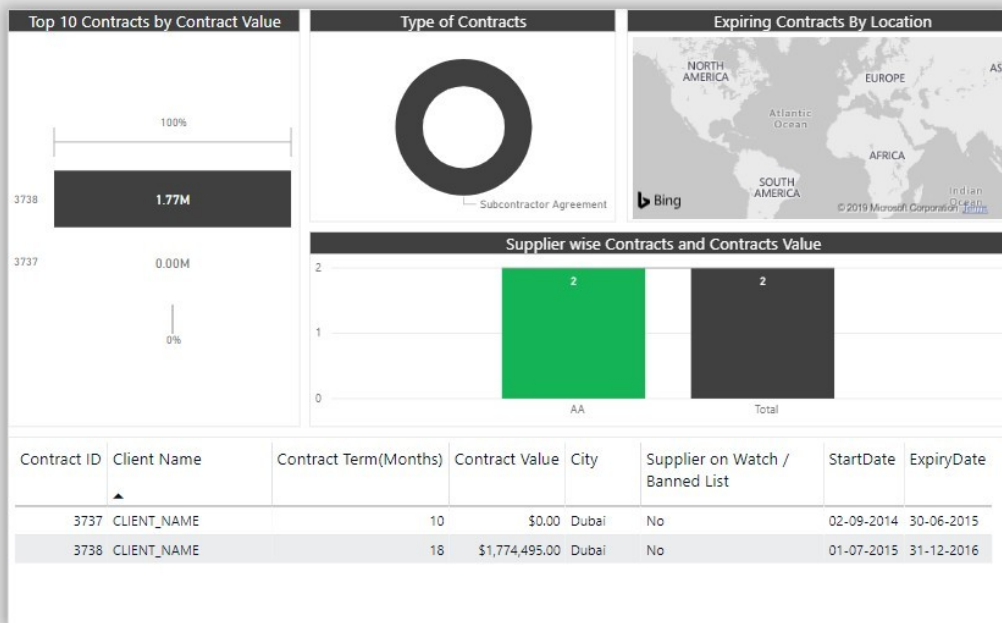 Top 10 Contracts by Contract Value
100%
3738
1.77M
3737
0.00M
0%
Type of Contracts
Subcontractor Agreement
Expiring Contracts By Location
NORTH
AMERICA
EUROPE
AS
Atlantic
Ocean
AFRICA
SOUTH
AMERICA
Indian
Ocean
Bing
© 2019 Microsoft Corporation Terms
Supplier wise Contracts and Contracts Value
2
1
0
2
2
AA
Total
Contract ID Client Name Contract Term(Months) Contract Value City Supplier on Watch / StartDate ExpiryDate
Banned List
3737 CLIENT_NAME 10 $0.00 Dubai No 02-09-2014 30-06-2015
3738 CLIENT_NAME 18 $1,774,495.00 Dubai No 01-07-2015 31-12-2016